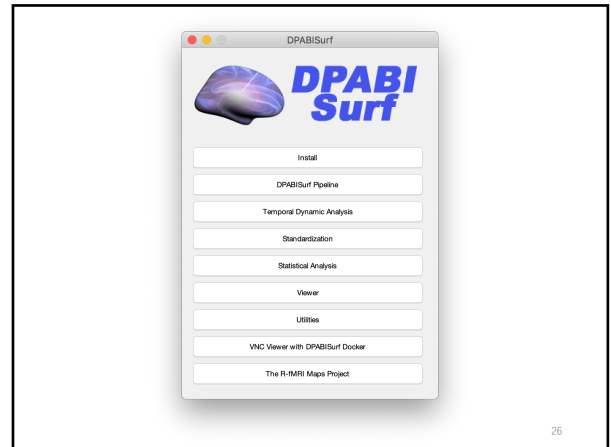 DPABISurf
DPABI
Surf
Install
DPABISurf Pipeline
Temporal Dynamic Analysis
Standardization
Statistical Analysis
Viewer
Utilities
VNC Viewer with DPABISurf Docker
The R-fMRI Maps Project
26